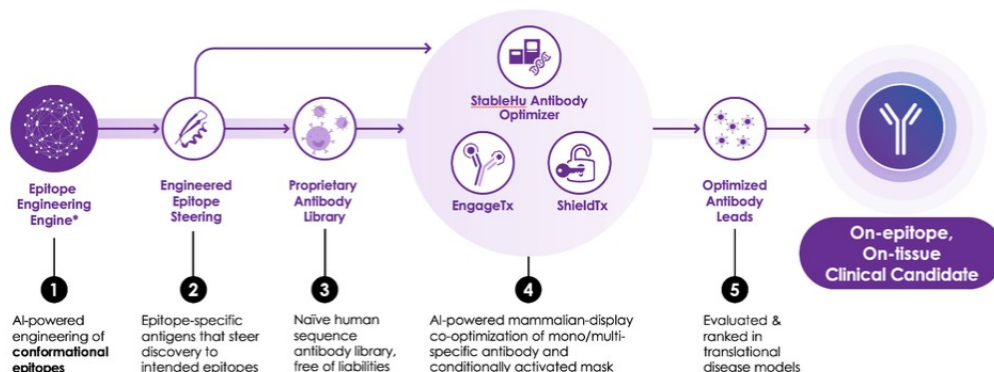 StableHu Antibody
Optimizer
EngageTx
ShieldTx
Epitope
Engineering
Engine*
Engineered
Epitope
Steering
Proprietary
Antibody
Library
Optimized
Antibody
Leads
On-epitope,
On-tissue
Clinical Candidate
1
AI-powered
engineering of
conformational
epitopes
2
Epitope-specific
antigens that steer
discovery to
intended epitopes
3
Naïve human
sequence
antibody library,
free of liabilities
4
AI-powered mammalian-display
co-optimization of mono/multi-
specific antibody and
conditionally activated mask
5
Evaluated &
ranked in
translational
disease models